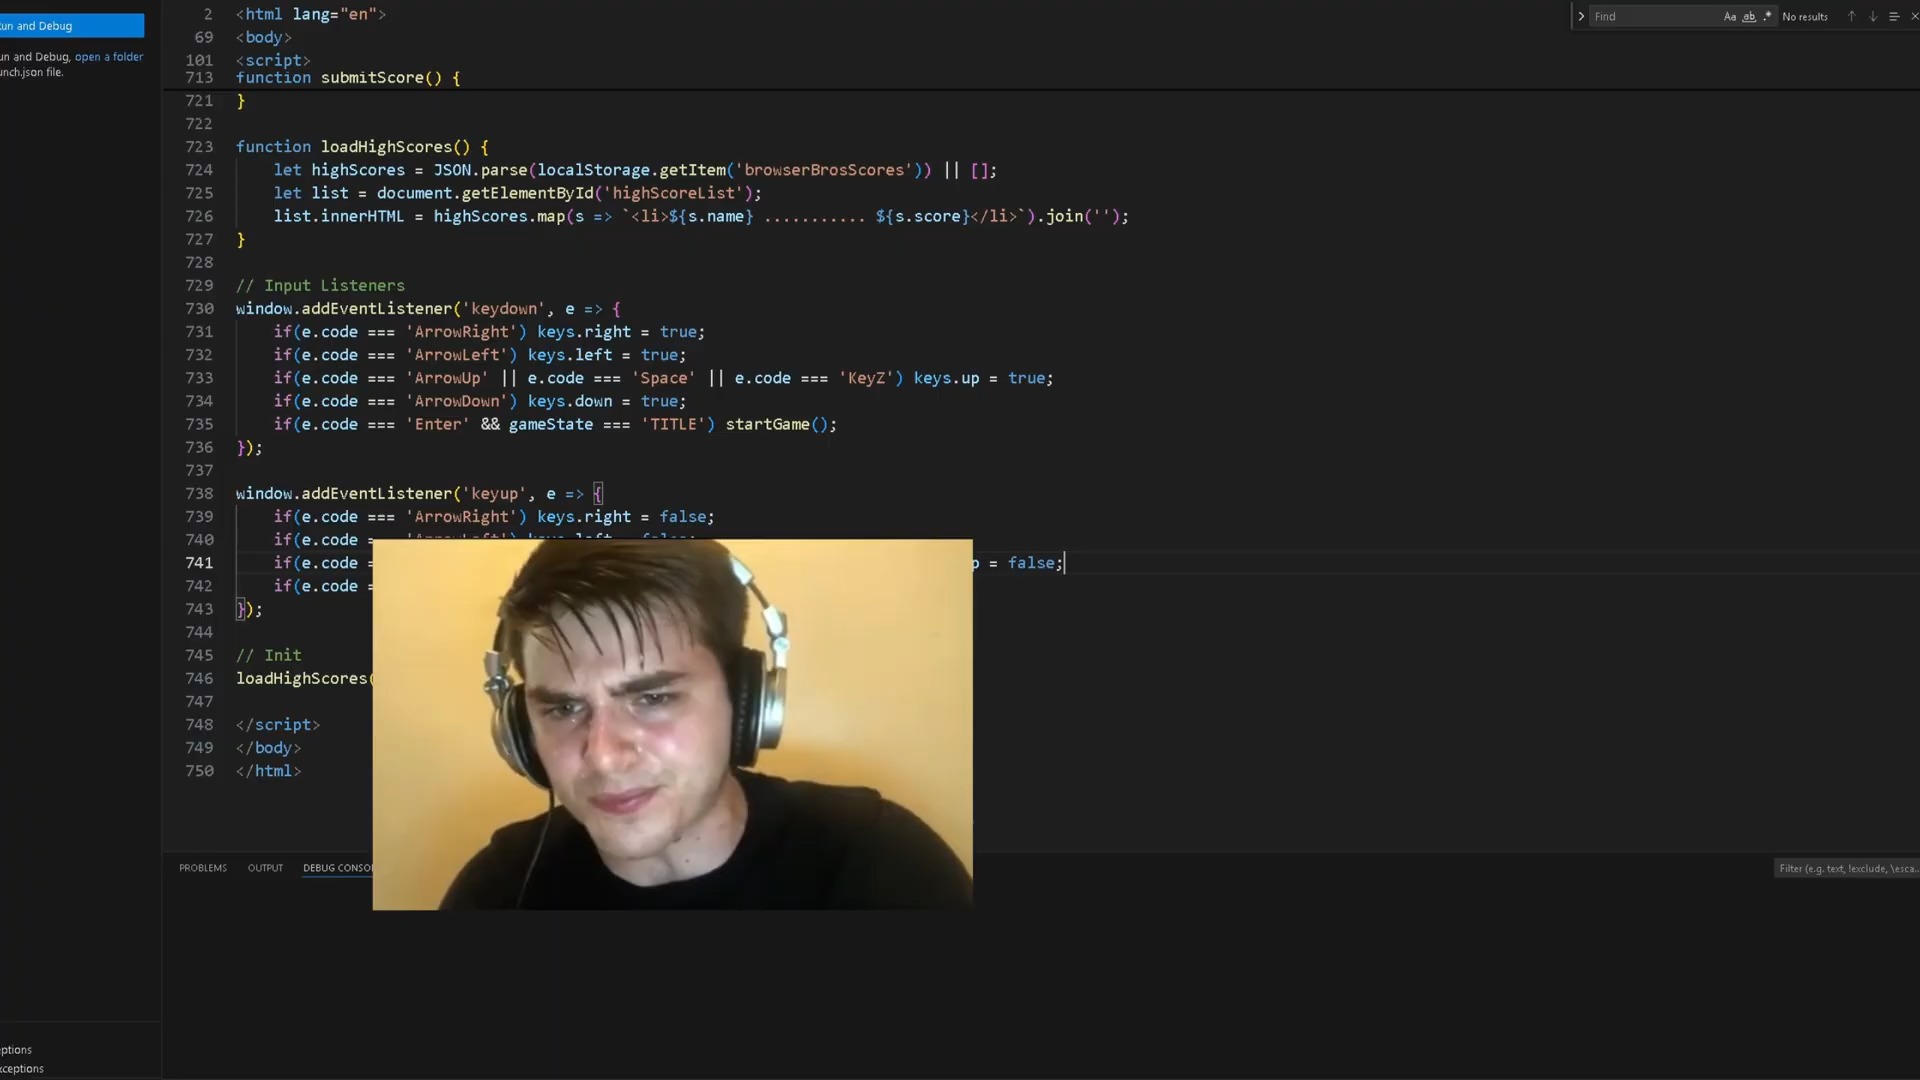 un and Debug
un and Debug, open a folder
unch.json file.
Find Aa ab .* No results
2 <html lang="en">
69 <body>
101 <script>
713 function submitScore() {
721 }
722
723 function loadHighScores() {
724 let highScores = JSON.parse(localStorage.getItem('browserBrosScores')) || [];
725 let list = document.getElementById('highScoreList');
726 list.innerHTML = highScores.map(s => `<li>${s.name} ........... ${s.score}</li>`).join('');
727 }
728
729 // Input Listeners
730 window.addEventListener('keydown', e => {
731 if(e.code === 'ArrowRight') keys.right = true;
732 if(e.code === 'ArrowLeft') keys.left = true;
733 if(e.code === 'ArrowUp' || e.code === 'Space' || e.code === 'KeyZ') keys.up = true;
734 if(e.code === 'ArrowDown') keys.down = true;
735 if(e.code === 'Enter' && gameState === 'TITLE') startGame();
736 });
737
738 window.addEventListener('keyup', e => {
739 if(e.code === 'ArrowRight') keys.right = false;
740 if(e.code =
741 if(e.code = p = false;
742 if(e.code =
743 });
744
745 // Init
746 loadHighScores(
747
748 </script>
749 </body>
750 </html>
PROBLEMS OUTPUT DEBUG CONSO
Filter (e.g. text, !exclude, \esca...
eptions
xceptions